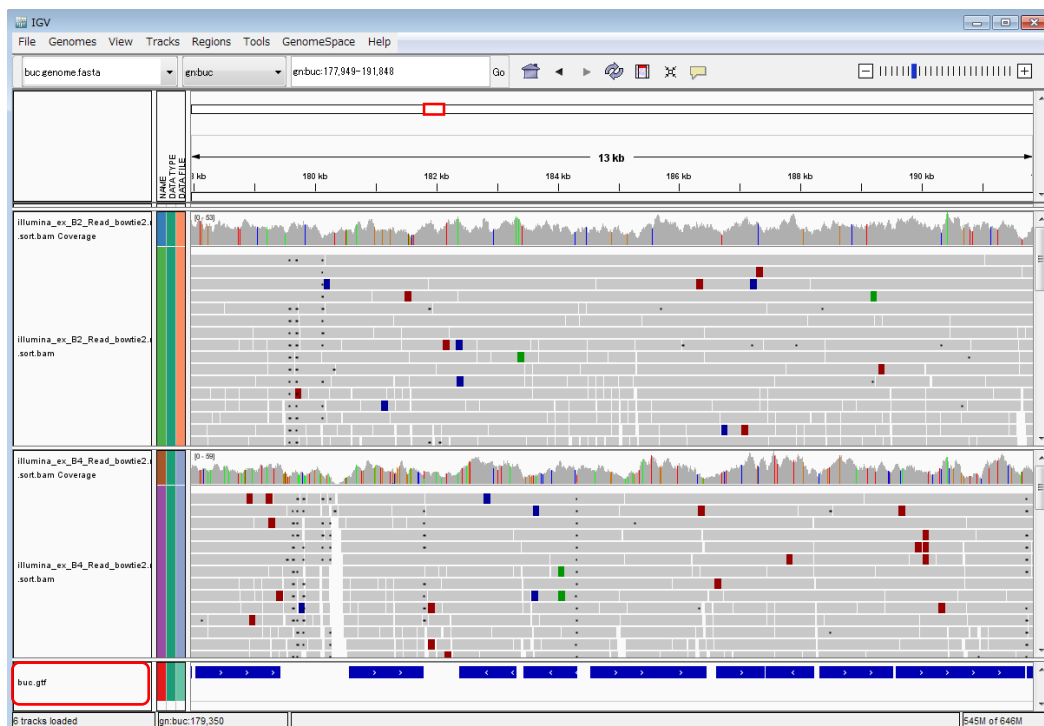 IGV
File Genomes View Tracks Regions Tools GenomeSpace Help
buc.genome.fasta gn:buc gn:buc:177,949-191,848 Go
NAME
DATA TYPE
DATA FILE
13 kb
kb 180 kb 182 kb 184 kb 186 kb 188 kb 190 kb
illumina_ex_B2_Read_bowtie2.
.sort.bam Coverage
[0 - 53]
illumina_ex_B2_Read_bowtie2.
.sort.bam
illumina_ex_B4_Read_bowtie2.
.sort.bam Coverage
[0 - 59]
illumina_ex_B4_Read_bowtie2.
.sort.bam
buc.gtf
6 tracks loaded gn:buc:179,350 545M of 646M